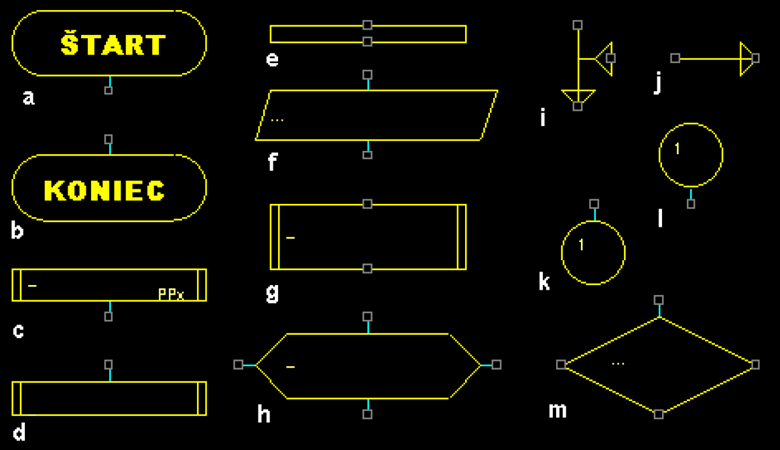 ŠTART
a
KONIEC
b
–
PPx
c
d
e
...
f
–
g
–
h
i
j
1
l
1
k
...
m